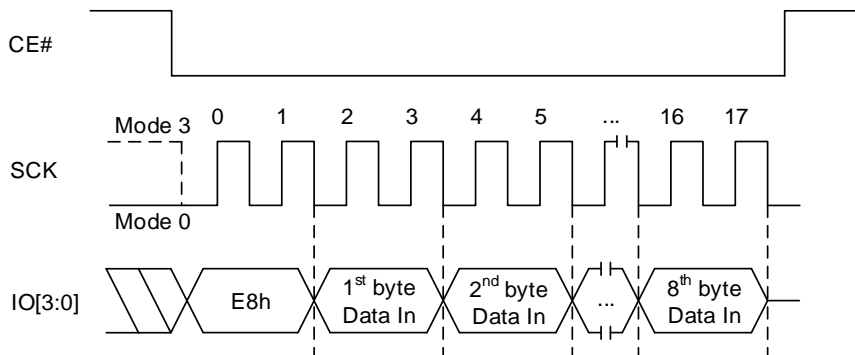 CE#
0 1 2 3 4 5 ... 16 17
Mode 3
SCK
Mode 0
IO[3:0]
E8h
1st byte
Data In
2nd byte
Data In
...
8th byte
Data In